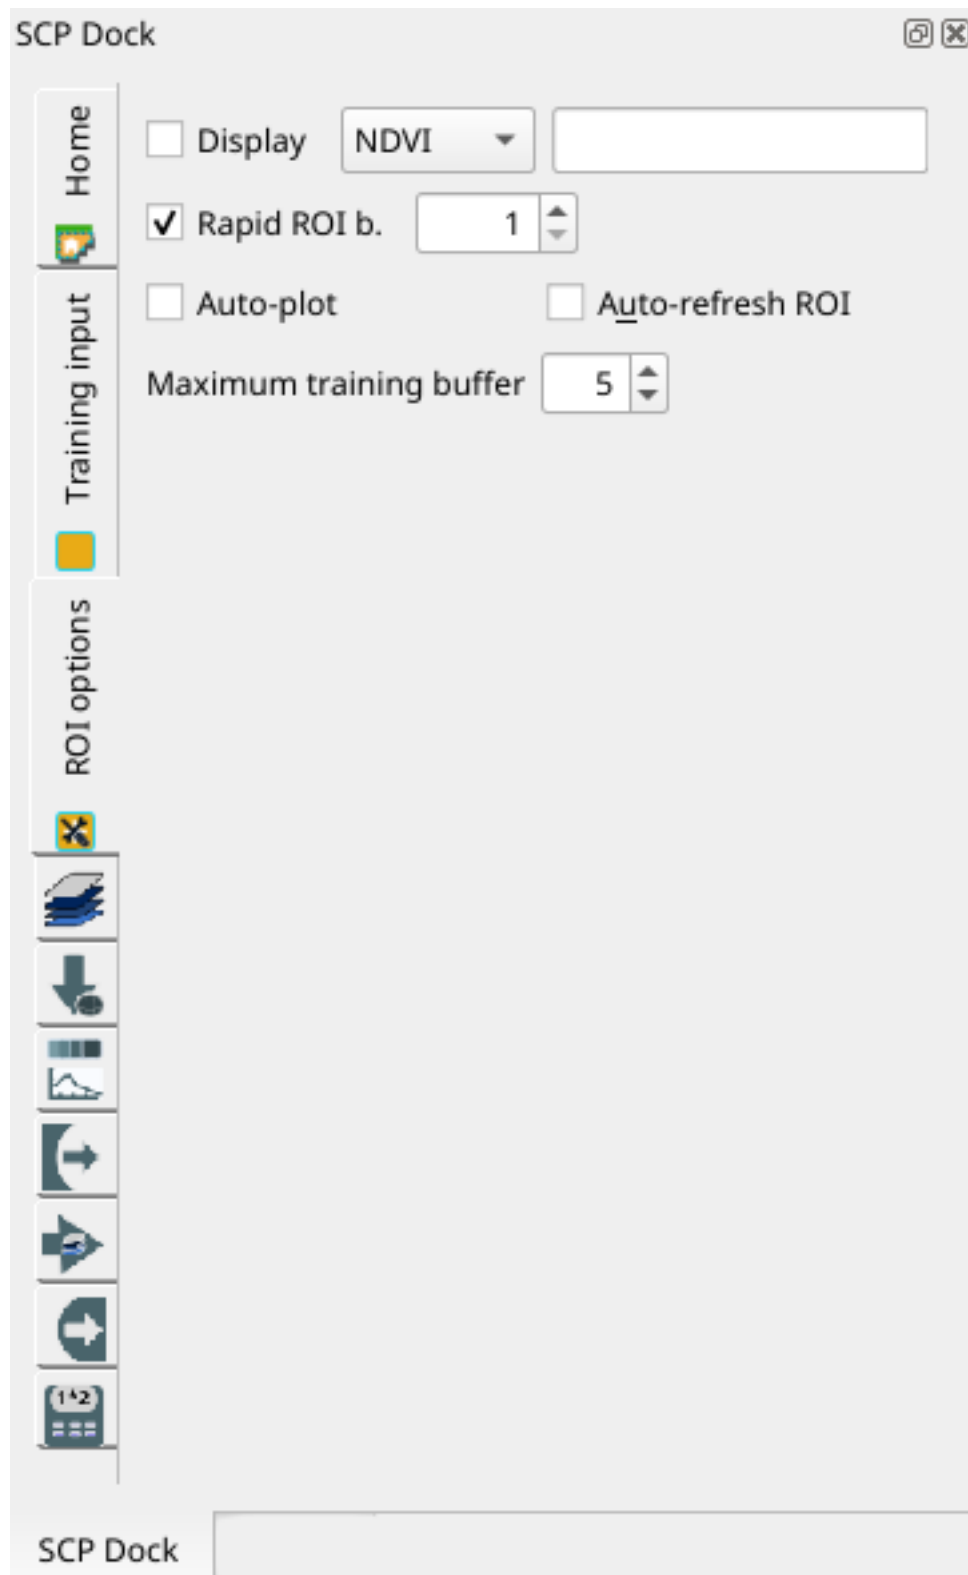 SCP Dock
Home
Display NDVI
Rapid ROI b. 1
Auto-plot Auto-refresh ROI
Maximum training buffer 5
Training input
ROI options
1 2
SCP Dock